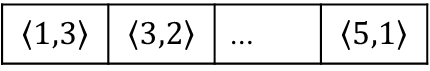 ⟨1,3⟩ ⟨3,2⟩ … ⟨5,1⟩